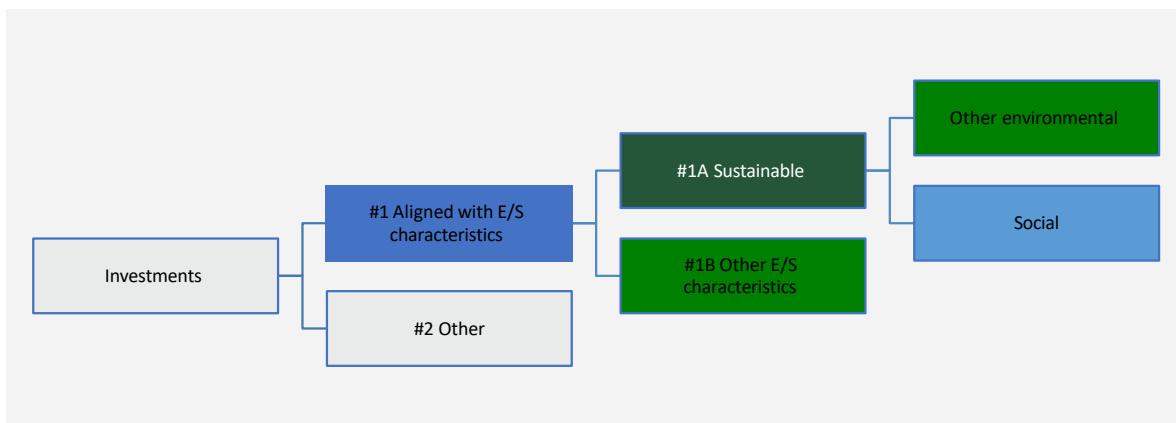 Investments
#1 Aligned with E/S
characteristics
#2 Other
#1A Sustainable
#1B Other E/S
characteristics
Other environmental
Social